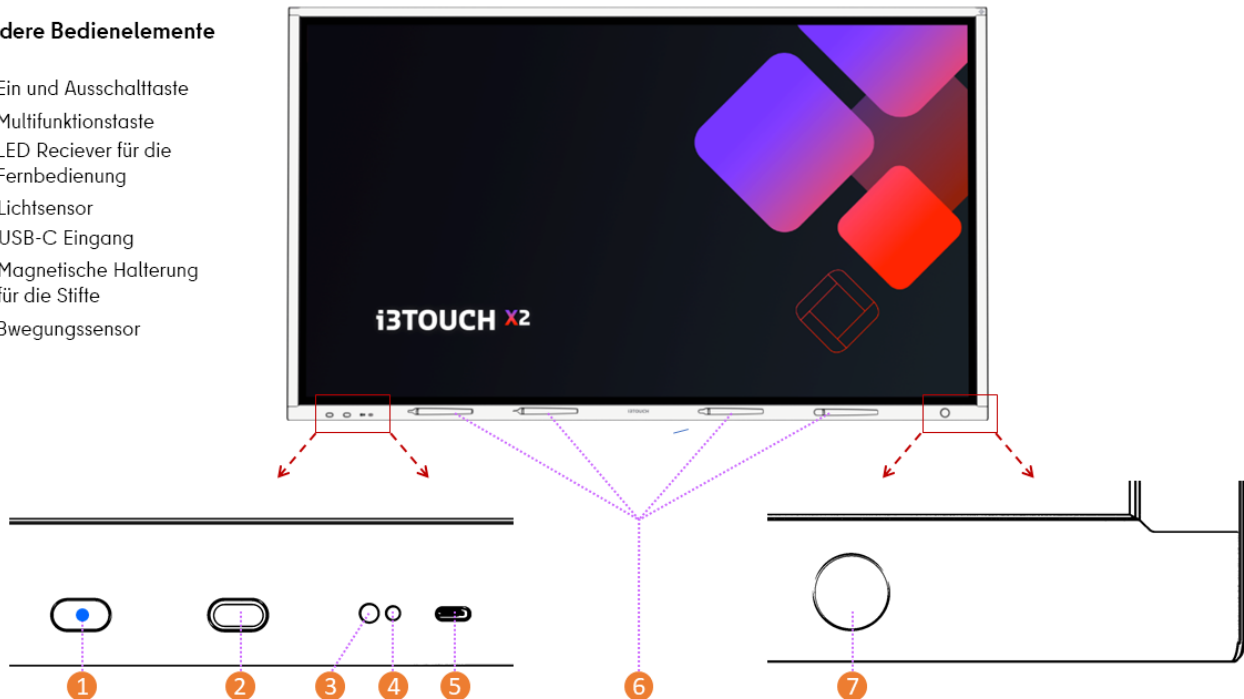 dere Bedienelemente
Ein und Ausschalttaste
Multifunktionstaste
LED Reciever für die
Fernbedienung
Lichtsensor
USB-C Eingang
Magnetische Halterung
für die Stifte
Bwegungssensor
i3TOUCH X2
i3TOUCH
1
2
3
4
5
6
7